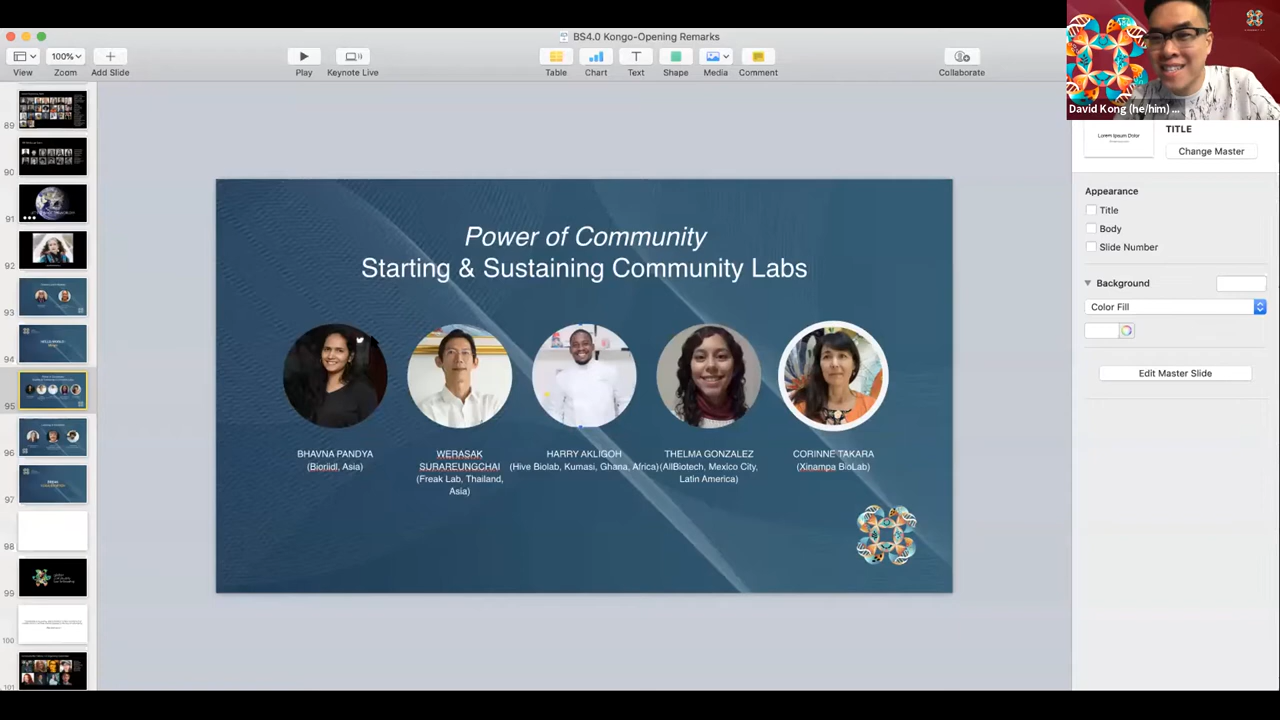 BS4.0 Kongo-Opening Remarks
100%
View
Zoom
Add Slide
Play
Keynote Live
Table
Chart
Text
Shape
Media
Comment
Collaborate
David Kong (he/him) ...
Lorem Ipsum Dolor
TITLE
Change Master
Appearance
Title
Body
Slide Number
Background
Color Fill
Edit Master Slide
89
90
91
92
93
94
95
96
97
98
99
100
101
Power of Community
Starting & Sustaining Community Labs
BHAVNA PANDYA
(Bioriidl, Asia)
WERASAK
SURAREUNGCHAI
(Freak Lab, Thailand,
Asia)
HARRY AKLIGOH
(Hive Biolab, Kumasi, Ghana, Africa)
THELMA GONZALEZ
(AllBiotech, Mexico City,
Latin America)
CORINNE TAKARA
(Xinampa BioLab)